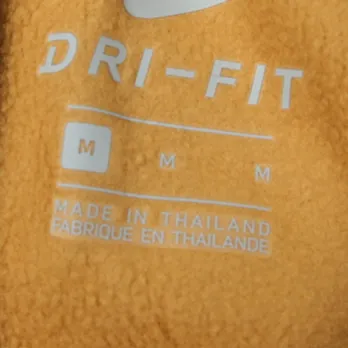 DRI-FIT
M M M
MADE IN THAILAND
FABRIQUE EN THAILANDE